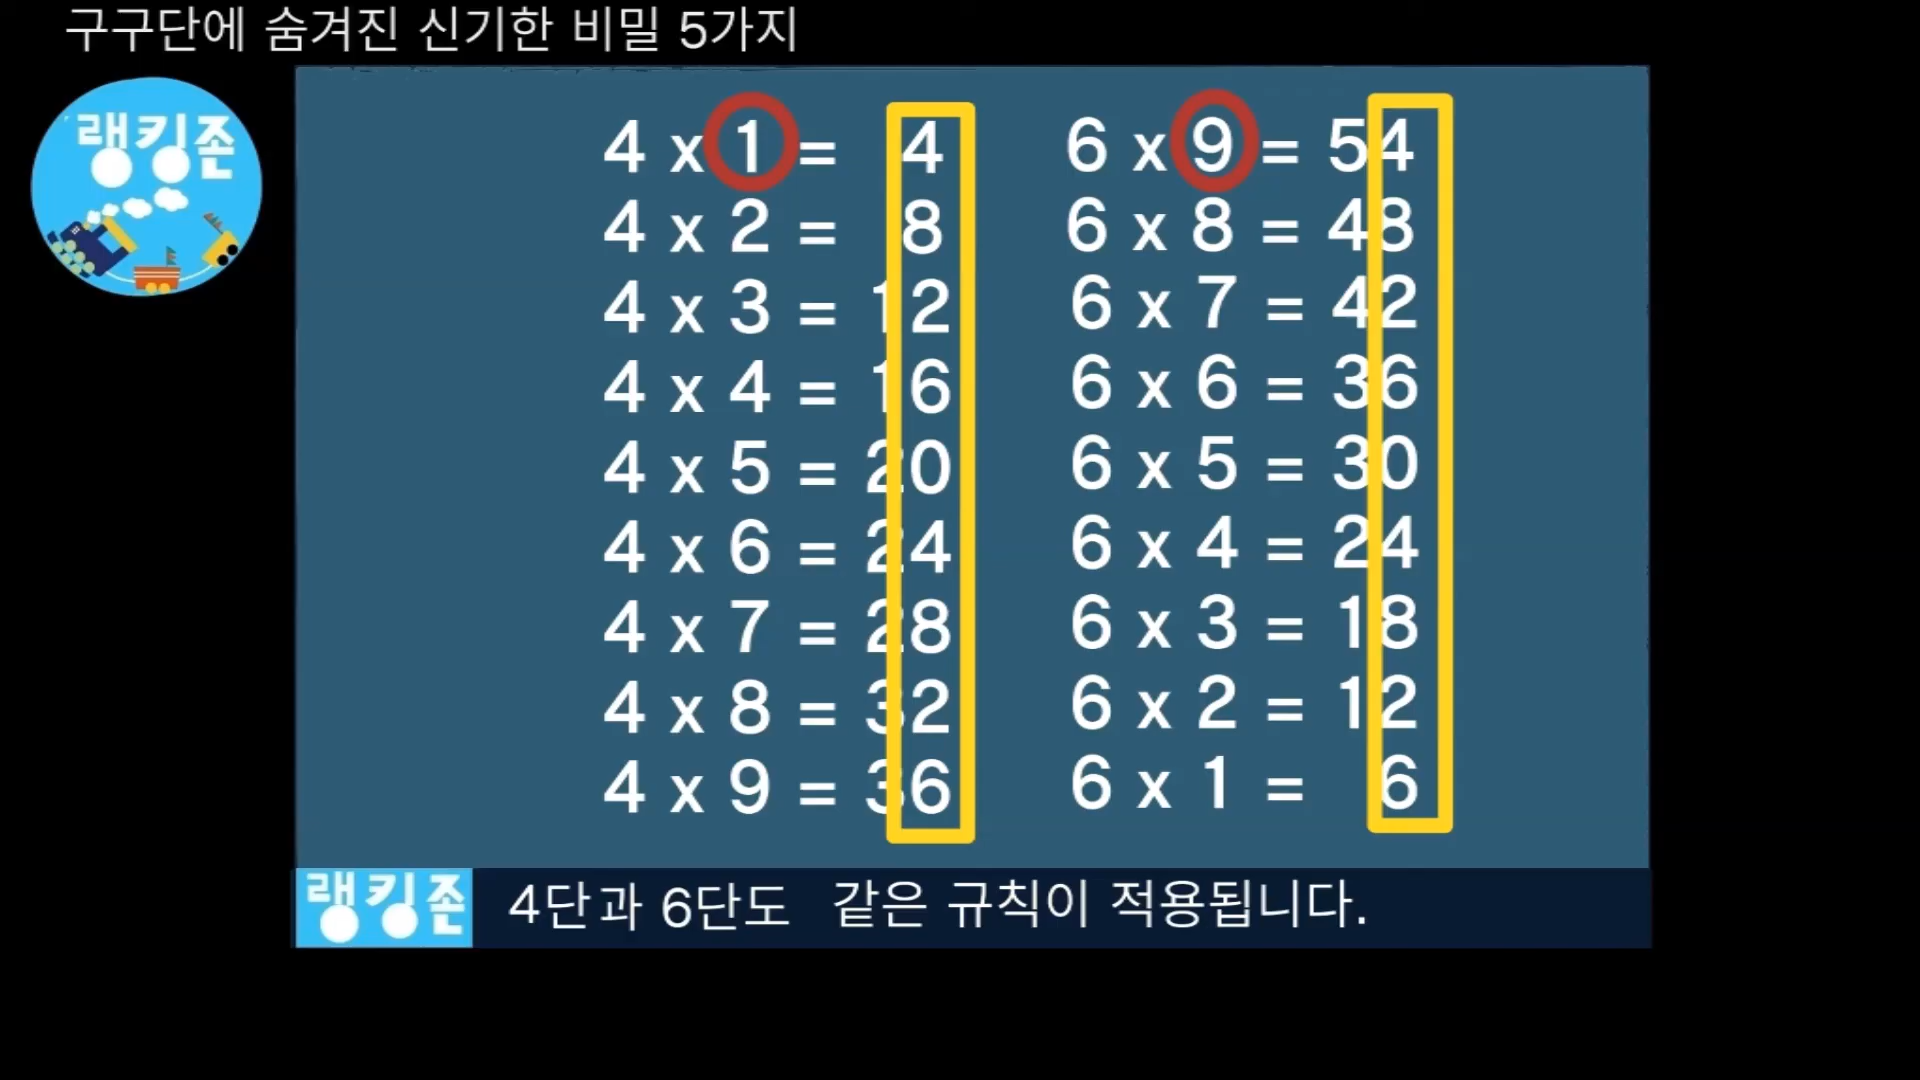 구구단에 숨겨진 신기한 비밀 5가지
랭킹존
4 x 1 = 4
4 x 2 = 8
4 x 3 = 12
4 x 4 = 16
4 x 5 = 20
4 x 6 = 24
4 x 7 = 28
4 x 8 = 32
4 x 9 = 36
6 x 9 = 54
6 x 8 = 48
6 x 7 = 42
6 x 6 = 36
6 x 5 = 30
6 x 4 = 24
6 x 3 = 18
6 x 2 = 12
6 x 1 = 6
랭킹존
4단과 6단도 같은 규칙이 적용됩니다.